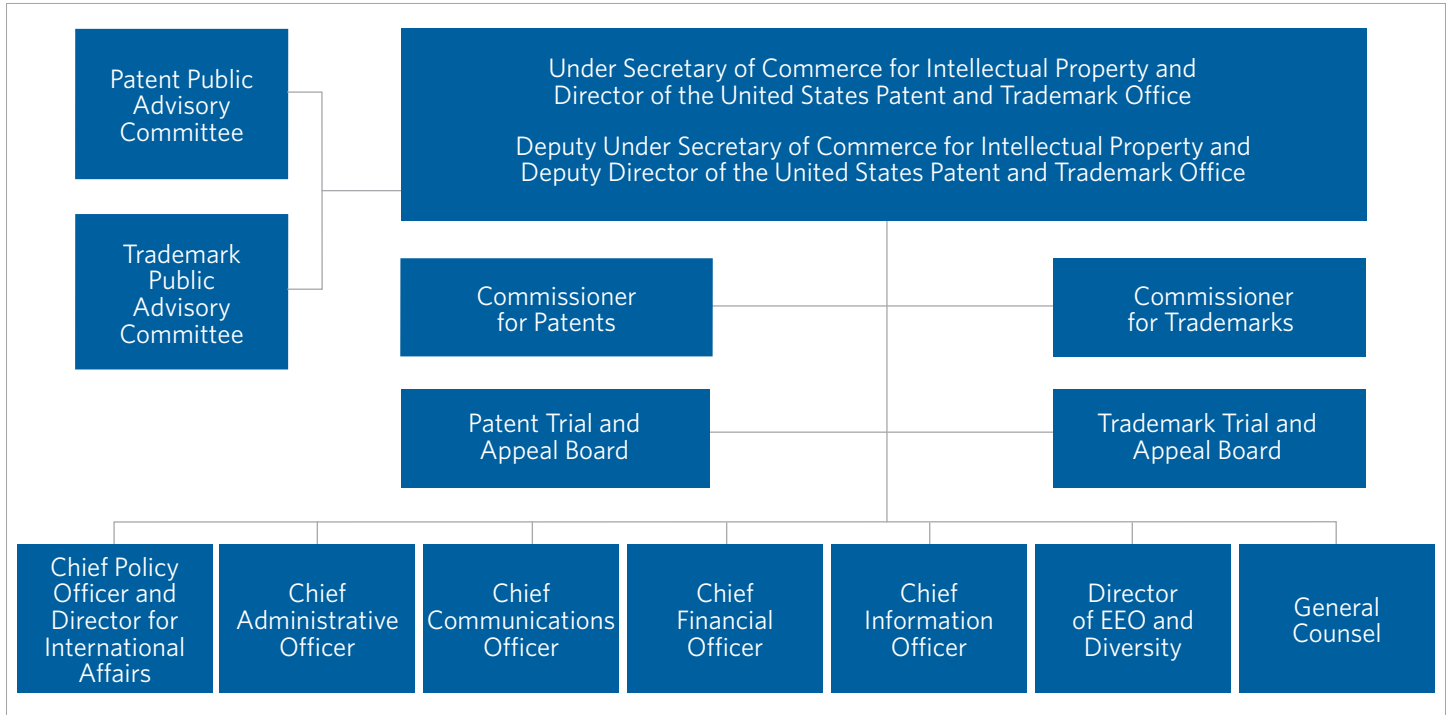 Patent Public
Advisory
Committee
Under Secretary of Commerce for Intellectual Property and
Director of the United States Patent and Trademark Office
Deputy Under Secretary of Commerce for Intellectual Property and
Deputy Director of the United States Patent and Trademark Office
Trademark
Public
Advisory
Committee
Commissioner
for Patents
Commissioner
for Trademarks
Patent Trial and
Appeal Board
Trademark Trial and
Appeal Board
Chief Policy
Officer and
Director for
International
Affairs
Chief
Administrative
Officer
Chief
Communications
Officer
Chief
Financial
Officer
Chief
Information
Officer
Director
of EEO and
Diversity
General
Counsel